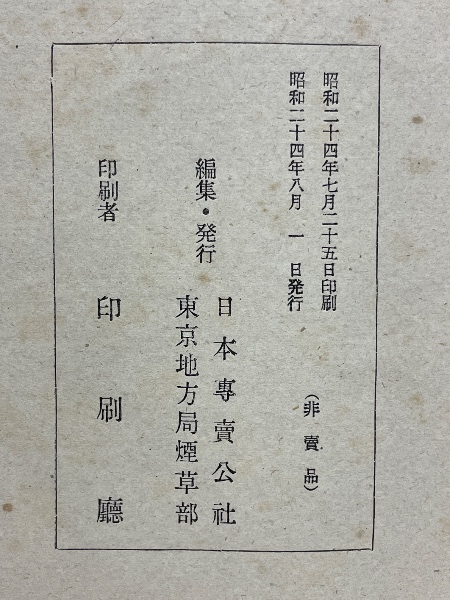 昭和二十四年七月二十五日印刷
昭和二十四年八月 一 日発行
(非賣品)
編集・発行
日本專賣公社
東京地方局煙草部
印刷者 印刷廳